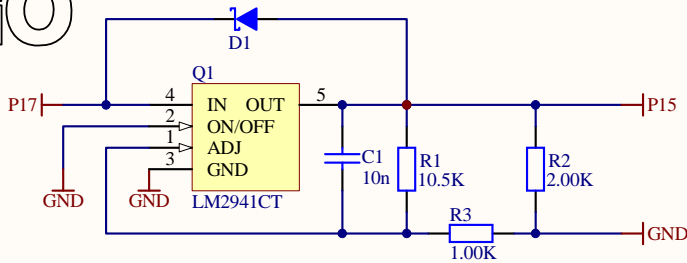 D1
Q1
P17
4
IN
OUT
5
P15
2
ON/OFF
1
ADJ
3
GND
C1
10n
R1
10.5K
R2
2.00K
GND
GND
LM2941CT
R3
1.00K
GND